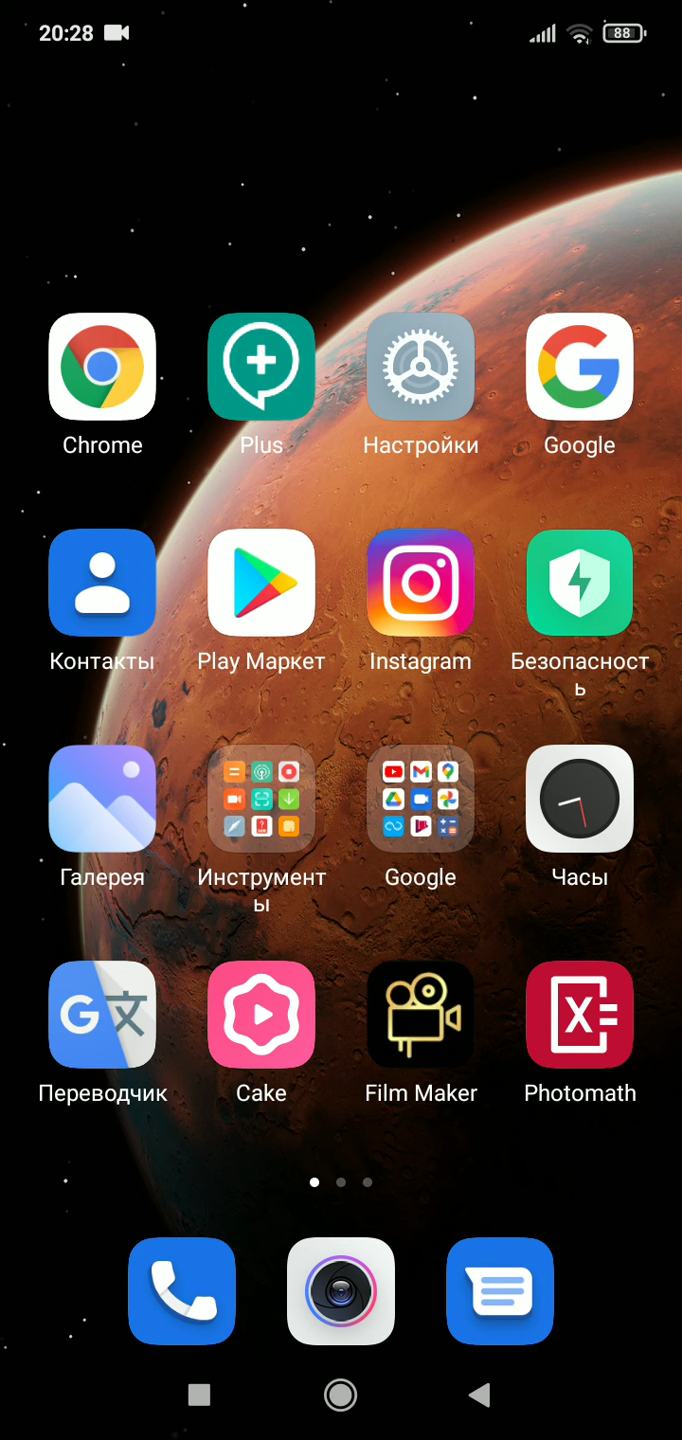 20:28
88
Chrome
Plus
Настройки
Google
Контакты
Play Маркет
Instagram
Безопасност
ь
Галерея
Инструмент
ы
Google
Часы
Переводчик
Cake
Film Maker
Photomath